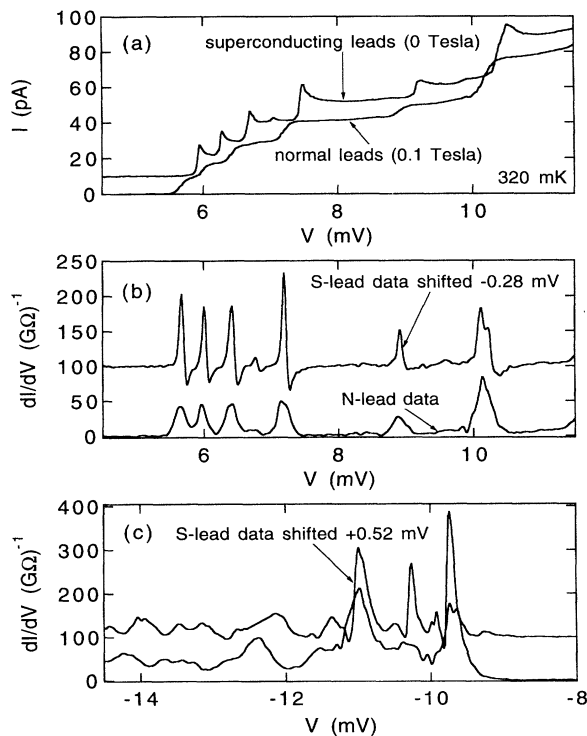 (a)
superconducting leads (0 Tesla)
normal leads (0.1 Tesla)
320 mK
I (pA)
100
80
60
40
20
0
6 8 10
V (mV)
(b)
S-lead data shifted -0.28 mV
N-lead data
dI/dV (GΩ)⁻¹
250
200
150
100
50
0
6 8 10
V (mV)
(c)
S-lead data shifted +0.52 mV
dI/dV (GΩ)⁻¹
400
300
200
100
0
-14 -12 -10 -8
V (mV)